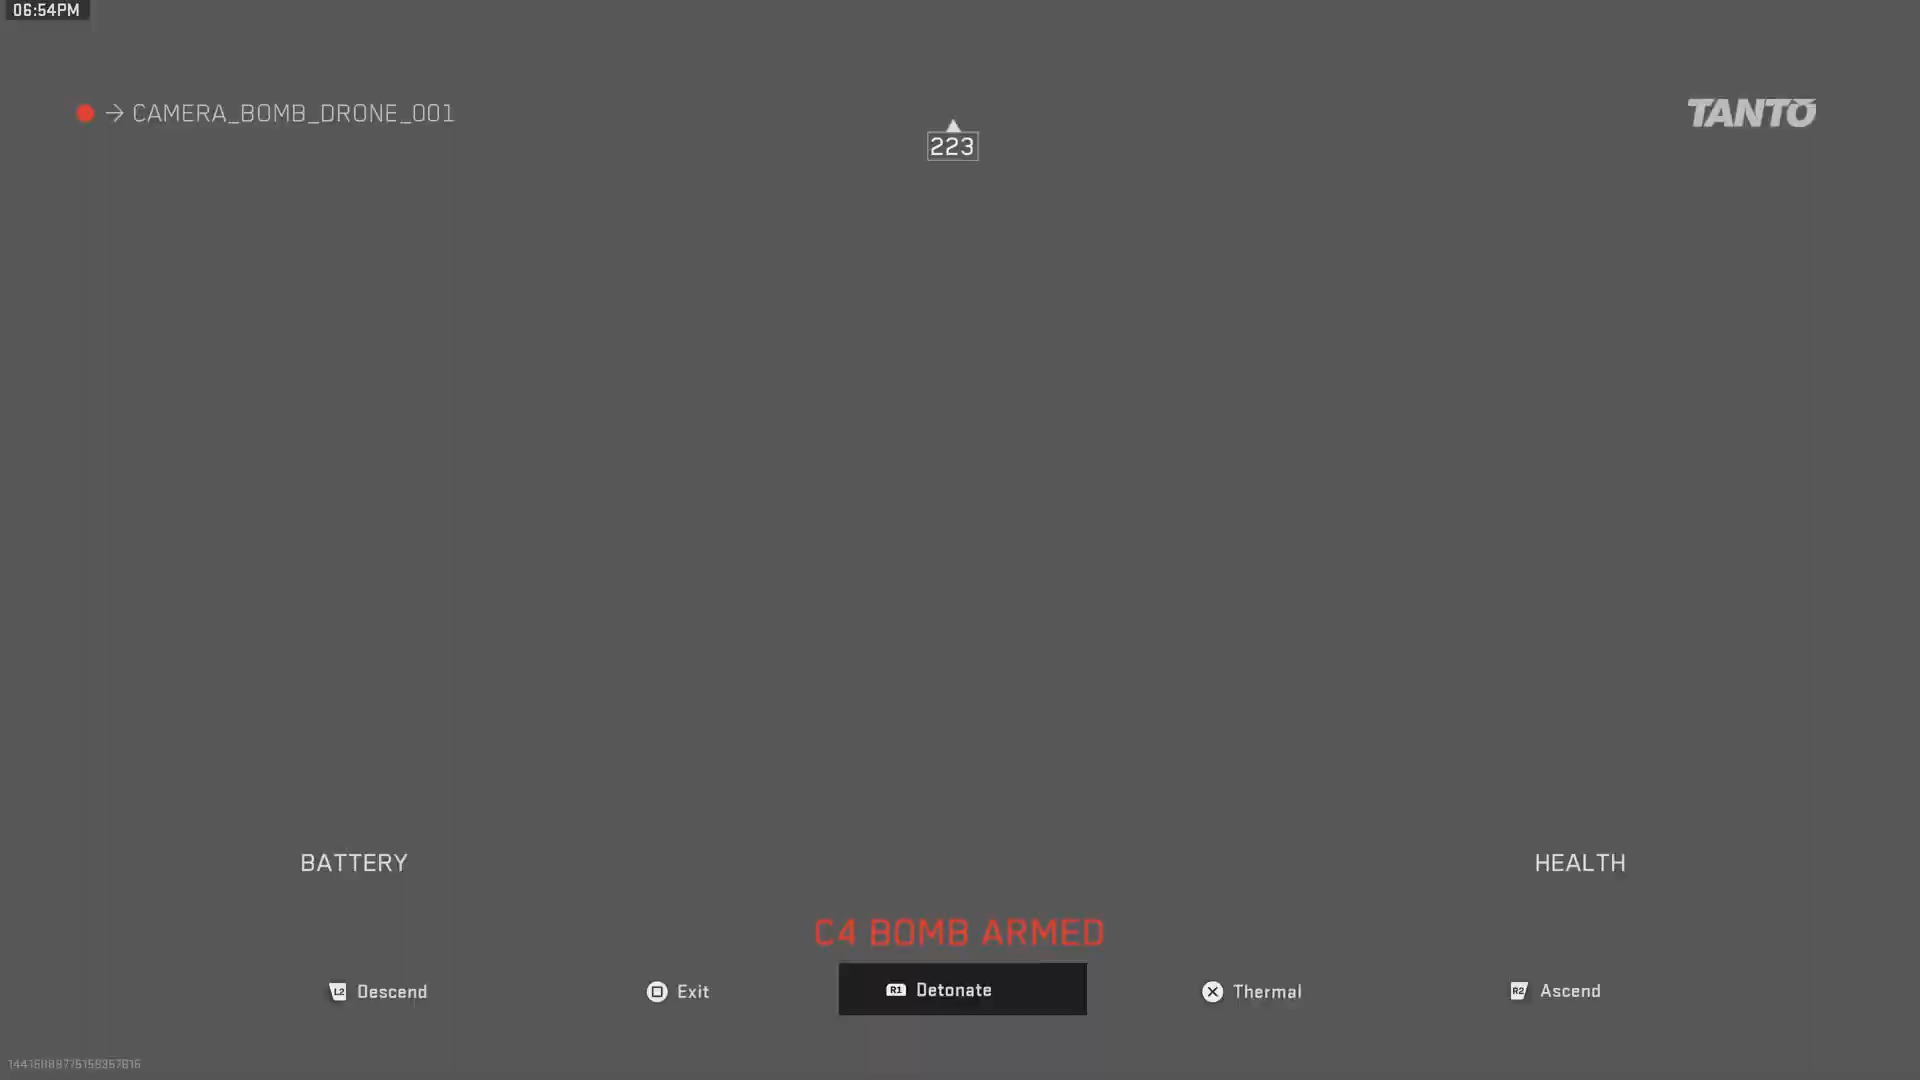 06:54PM
→ CAMERA_BOMB_DRONE_001
TANTO
223
BATTERY
HEALTH
C4 BOMB ARMED
L2 Descend
Exit
R1 Detonate
Thermal
R2 Ascend